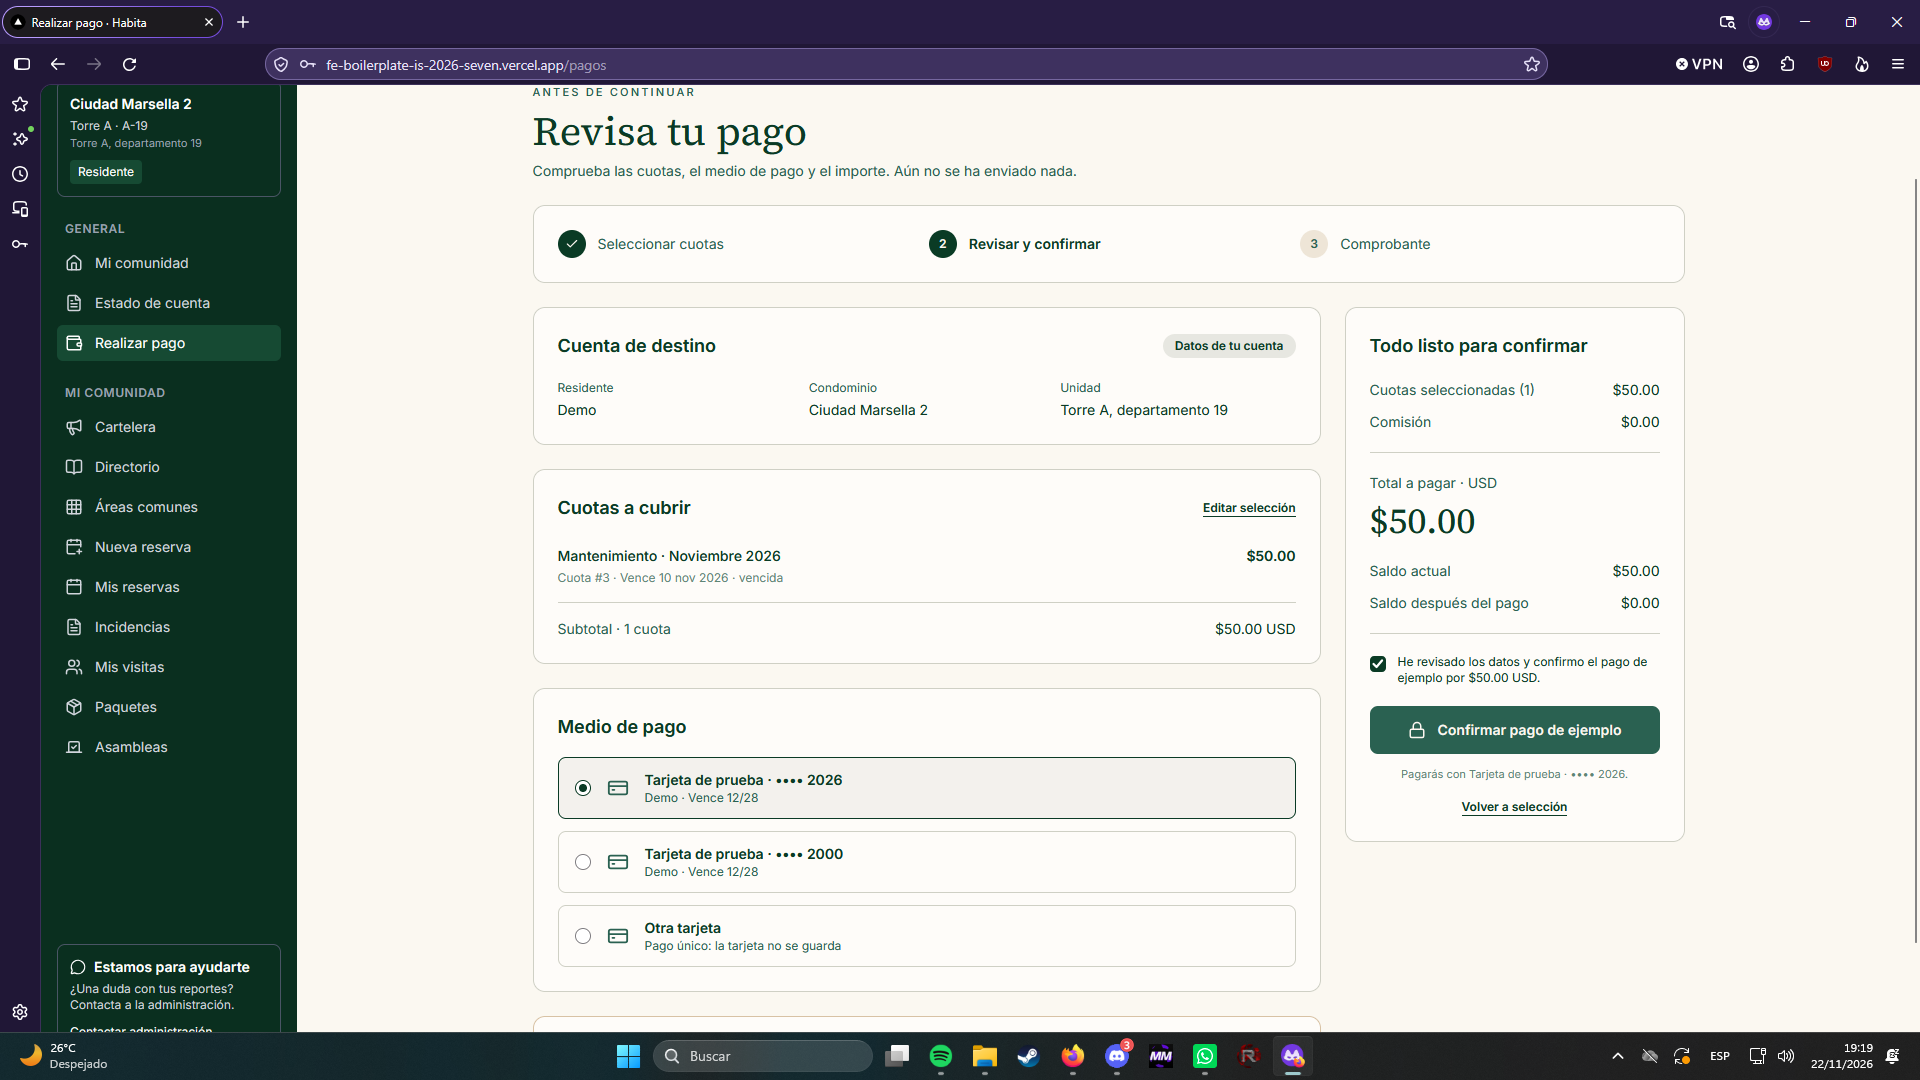 Realizar pago · Habita
fe-boilerplate-is-2026-seven.vercel.app/pagos
VPN
Ciudad Marsella 2
Torre A · A-19
Torre A, departamento 19
Residente
GENERAL
Mi comunidad
Estado de cuenta
Realizar pago
MI COMUNIDAD
Cartelera
Directorio
Áreas comunes
Nueva reserva
Mis reservas
Incidencias
Mis visitas
Paquetes
Asambleas
Estamos para ayudarte
¿Una duda con tus reportes?
Contacta a la administración.
Contactar administración
ANTES DE CONTINUAR
Revisa tu pago
Comprueba las cuotas, el medio de pago y el importe. Aún no se ha enviado nada.
Seleccionar cuotas
2 Revisar y confirmar
3 Comprobante
Cuenta de destino
Datos de tu cuenta
Residente
Demo
Condominio
Ciudad Marsella 2
Unidad
Torre A, departamento 19
Cuotas a cubrir
Editar selección
Mantenimiento · Noviembre 2026 $50.00
Cuota #3 · Vence 10 nov 2026 · vencida
Subtotal · 1 cuota $50.00 USD
Medio de pago
Tarjeta de prueba · •••• 2026
Demo · Vence 12/28
Tarjeta de prueba · •••• 2000
Demo · Vence 12/28
Otra tarjeta
Pago único: la tarjeta no se guarda
Todo listo para confirmar
Cuotas seleccionadas (1) $50.00
Comisión $0.00
Total a pagar · USD
$50.00
Saldo actual $50.00
Saldo después del pago $0.00
He revisado los datos y confirmo el pago de
ejemplo por $50.00 USD.
Confirmar pago de ejemplo
Pagarás con Tarjeta de prueba · •••• 2026.
Volver a selección
26°C
Despejado
Buscar
3
ESP
19:19
22/11/2026